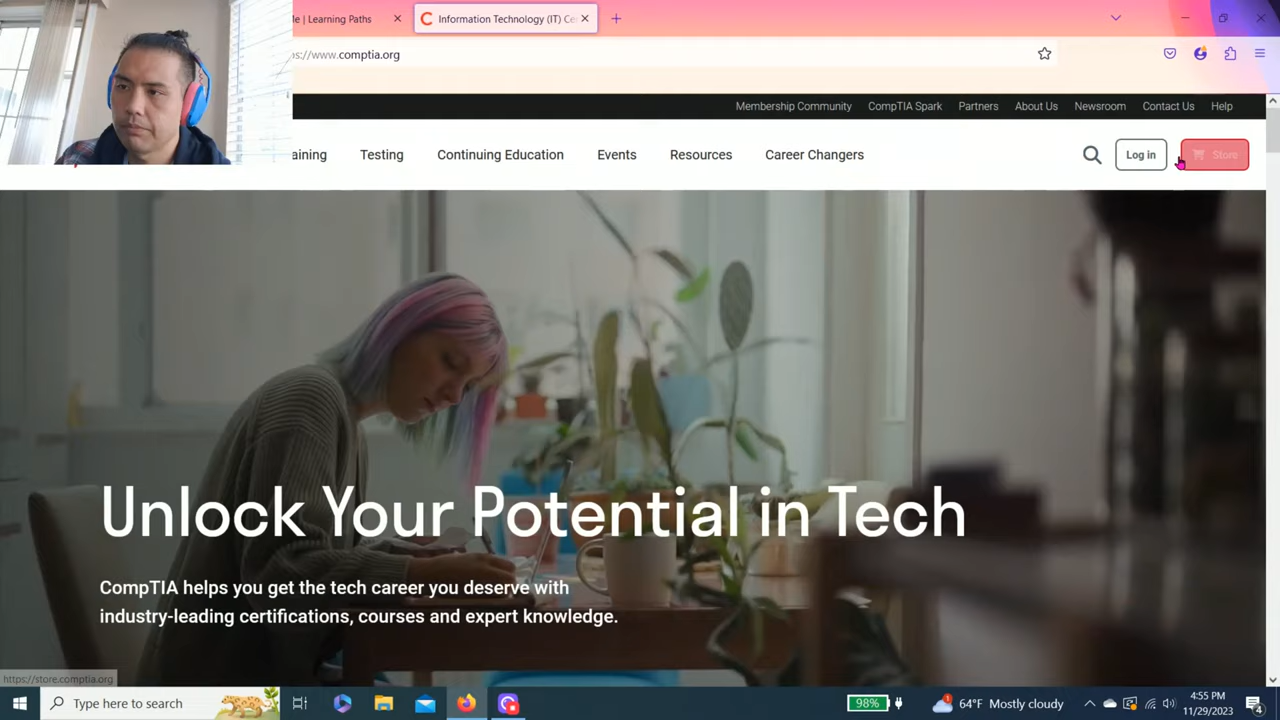 le | Learning Paths
Information Technology (IT) Ce
s://www.comptia.org
Membership Community CompTIA Spark Partners About Us Newsroom Contact Us Help
aining Testing Continuing Education Events Resources Career Changers Log in Store
Unlock Your Potential in Tech
CompTIA helps you get the tech career you deserve with
industry-leading certifications, courses and expert knowledge.
https://store.comptia.org
Type here to search 98% 1 64°F Mostly cloudy 4:55 PM
11/29/2023 4